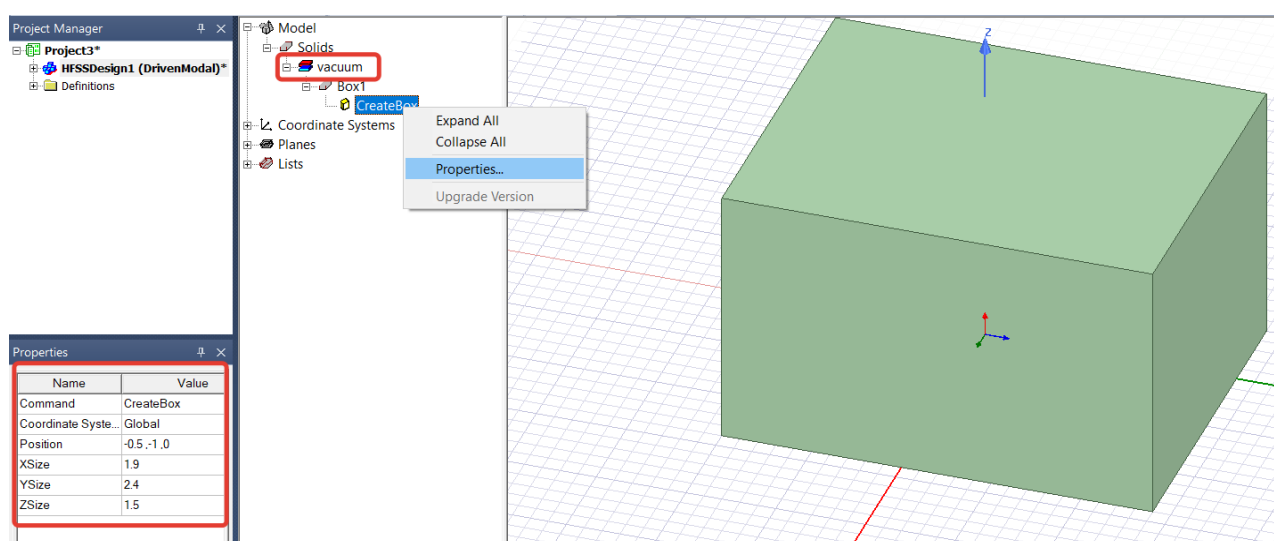 Project Manager
Project3*
HFSSDesign1 (DrivenModal)*
Definitions
Model
Solids
vacuum
Box1
CreateBox
Coordinate Systems
Planes
Lists
Expand All
Collapse All
Properties...
Upgrade Version
Properties
Name Value
Command CreateBox
Coordinate Syste... Global
Position -0.5 ,-1 ,0
XSize 1.9
YSize 2.4
ZSize 1.5
Z